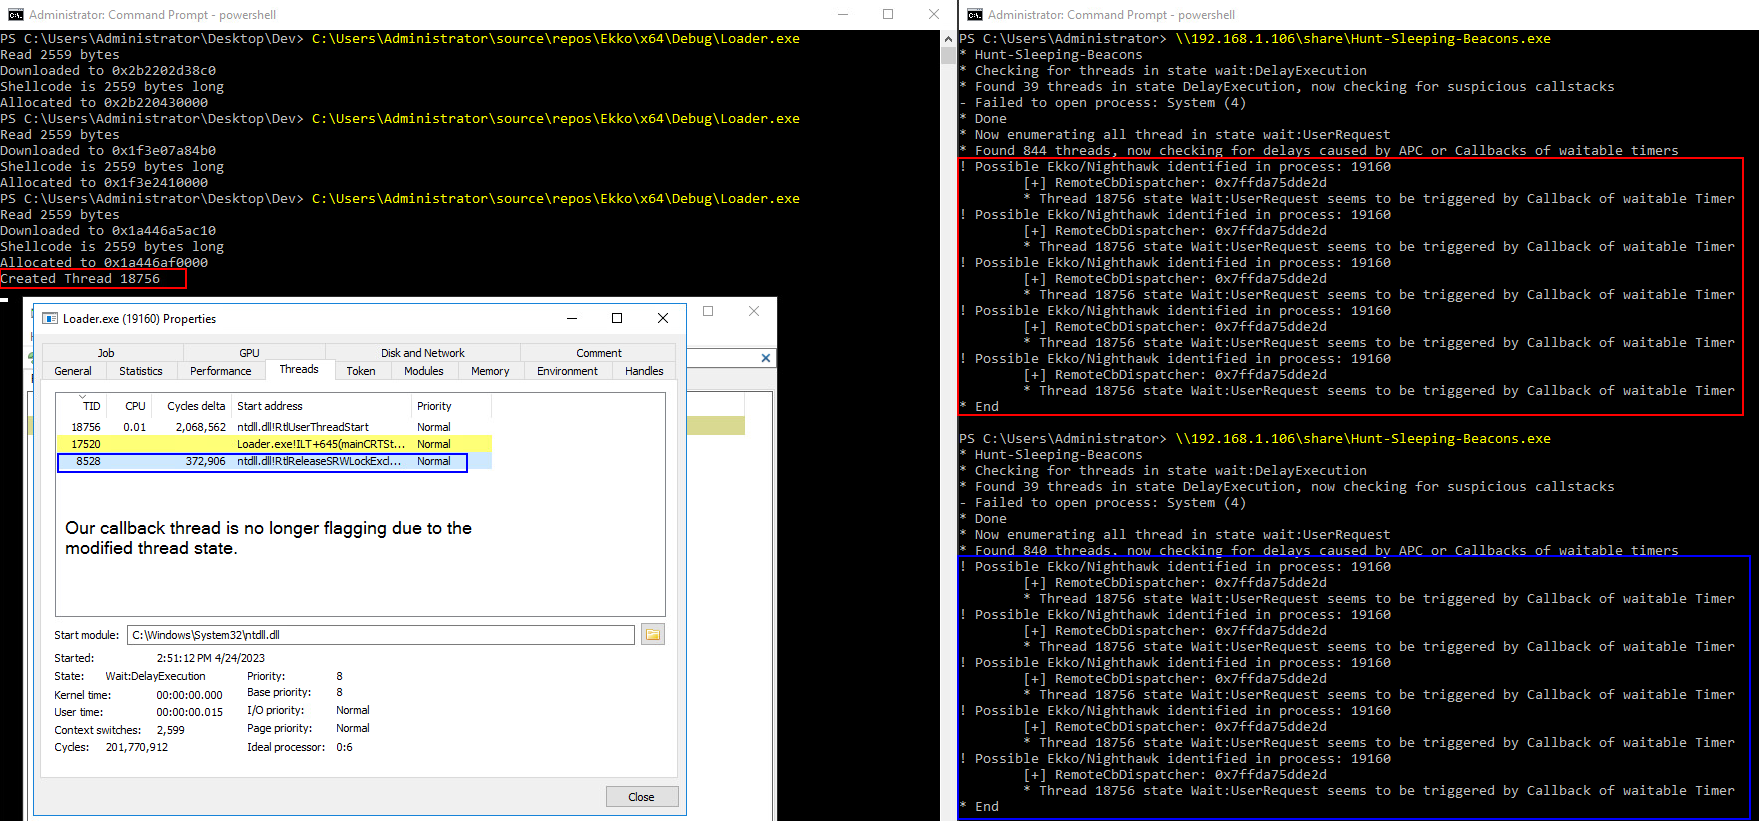 Administrator: Command Prompt - powershell
PS C:\Users\Administrator\Desktop\Dev> C:\Users\Administrator\source\repos\Ekko\x64\Debug\Loader.exe
Read 2559 bytes
Downloaded to 0x2b2202d38c0
Shellcode is 2559 bytes long
Allocated to 0x2b220430000
PS C:\Users\Administrator\Desktop\Dev> C:\Users\Administrator\source\repos\Ekko\x64\Debug\Loader.exe
Read 2559 bytes
Downloaded to 0x1f3e07a84b0
Shellcode is 2559 bytes long
Allocated to 0x1f3e2410000
PS C:\Users\Administrator\Desktop\Dev> C:\Users\Administrator\source\repos\Ekko\x64\Debug\Loader.exe
Read 2559 bytes
Downloaded to 0x1a446a5ac10
Shellcode is 2559 bytes long
Allocated to 0x1a446af0000
Created Thread 18756
Loader.exe (19160) Properties
Job GPU Disk and Network Comment
General Statistics Performance Threads Token Modules Memory Environment Handles
TID CPU Cycles delta Start address Priority
18756 0.01 2,068,562 ntdll.dll!RtlUserThreadStart Normal
17520 Loader.exe!ILT+645(mainCRTSt... Normal
8528 372,906 ntdll.dll!RtlReleaseSRWLockExcl... Normal
Our callback thread is no longer flagging due to the
modified thread state.
Start module: C:\Windows\System32\ntdll.dll
Started: 2:51:12 PM 4/24/2023
State: Wait:DelayExecution Priority: 8
Kernel time: 00:00:00.000 Base priority: 8
User time: 00:00:00.015 I/O priority: Normal
Context switches: 2,599 Page priority: Normal
Cycles: 201,770,912 Ideal processor: 0:6
Close
Administrator: Command Prompt - powershell
PS C:\Users\Administrator> \\192.168.1.106\share\Hunt-Sleeping-Beacons.exe
* Hunt-Sleeping-Beacons
* Checking for threads in state wait:DelayExecution
* Found 39 threads in state DelayExecution, now checking for suspicious callstacks
- Failed to open process: System (4)
* Done
* Now enumerating all thread in state wait:UserRequest
* Found 844 threads, now checking for delays caused by APC or Callbacks of waitable timers
! Possible Ekko/Nighthawk identified in process: 19160
[+] RemoteCbDispatcher: 0x7ffda75dde2d
* Thread 18756 state Wait:UserRequest seems to be triggered by Callback of waitable Timer
! Possible Ekko/Nighthawk identified in process: 19160
[+] RemoteCbDispatcher: 0x7ffda75dde2d
* Thread 18756 state Wait:UserRequest seems to be triggered by Callback of waitable Timer
! Possible Ekko/Nighthawk identified in process: 19160
[+] RemoteCbDispatcher: 0x7ffda75dde2d
* Thread 18756 state Wait:UserRequest seems to be triggered by Callback of waitable Timer
! Possible Ekko/Nighthawk identified in process: 19160
[+] RemoteCbDispatcher: 0x7ffda75dde2d
* Thread 18756 state Wait:UserRequest seems to be triggered by Callback of waitable Timer
! Possible Ekko/Nighthawk identified in process: 19160
[+] RemoteCbDispatcher: 0x7ffda75dde2d
* Thread 18756 state Wait:UserRequest seems to be triggered by Callback of waitable Timer
* End
PS C:\Users\Administrator> \\192.168.1.106\share\Hunt-Sleeping-Beacons.exe
* Hunt-Sleeping-Beacons
* Checking for threads in state wait:DelayExecution
* Found 39 threads in state DelayExecution, now checking for suspicious callstacks
- Failed to open process: System (4)
* Done
* Now enumerating all thread in state wait:UserRequest
* Found 840 threads, now checking for delays caused by APC or Callbacks of waitable timers
! Possible Ekko/Nighthawk identified in process: 19160
[+] RemoteCbDispatcher: 0x7ffda75dde2d
* Thread 18756 state Wait:UserRequest seems to be triggered by Callback of waitable Timer
! Possible Ekko/Nighthawk identified in process: 19160
[+] RemoteCbDispatcher: 0x7ffda75dde2d
* Thread 18756 state Wait:UserRequest seems to be triggered by Callback of waitable Timer
! Possible Ekko/Nighthawk identified in process: 19160
[+] RemoteCbDispatcher: 0x7ffda75dde2d
* Thread 18756 state Wait:UserRequest seems to be triggered by Callback of waitable Timer
! Possible Ekko/Nighthawk identified in process: 19160
[+] RemoteCbDispatcher: 0x7ffda75dde2d
* Thread 18756 state Wait:UserRequest seems to be triggered by Callback of waitable Timer
! Possible Ekko/Nighthawk identified in process: 19160
[+] RemoteCbDispatcher: 0x7ffda75dde2d
* Thread 18756 state Wait:UserRequest seems to be triggered by Callback of waitable Timer
* End